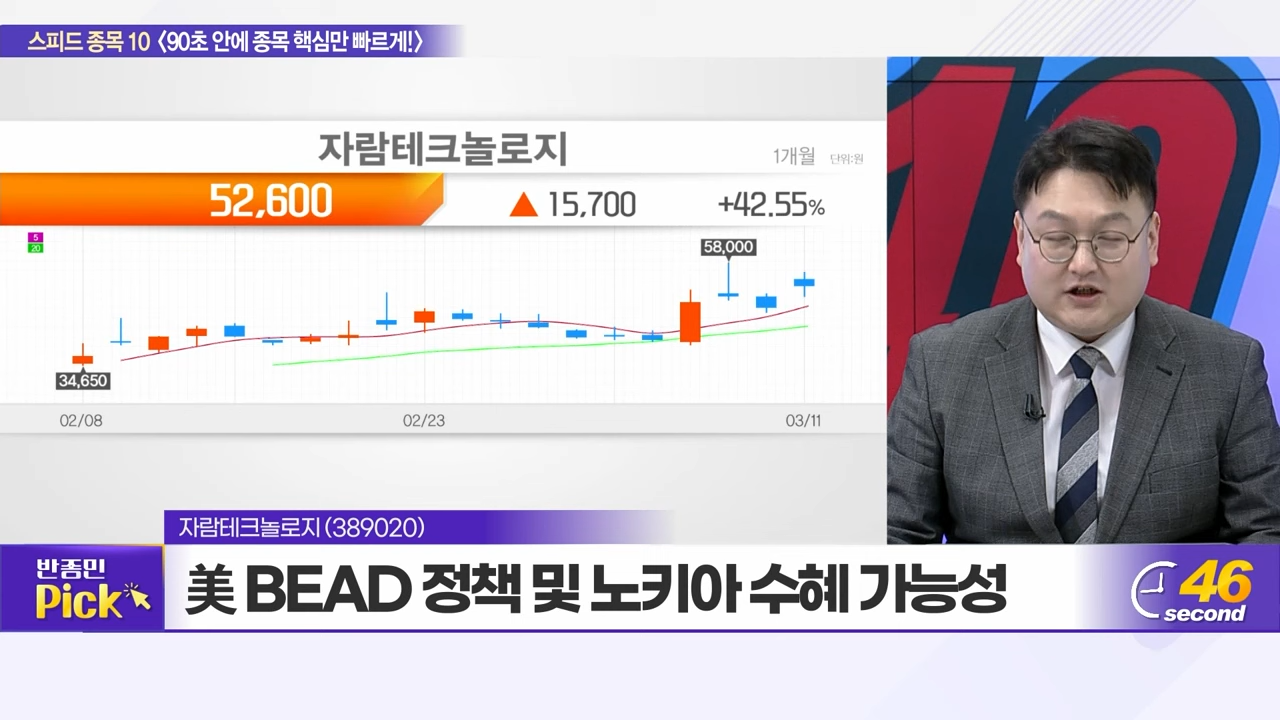 스피드 종목 10 〈90초 안에 종목 핵심만 빠르게!〉
자람테크놀로지
1개월 단위:원
52,600 ▲ 15,700 +42.55%
5
20
58,000
34,650
02/08 02/23 03/11
자람테크놀로지 (389020)
반종민
Pick
美 BEAD 정책 및 노키아 수혜 가능성
46
second
10